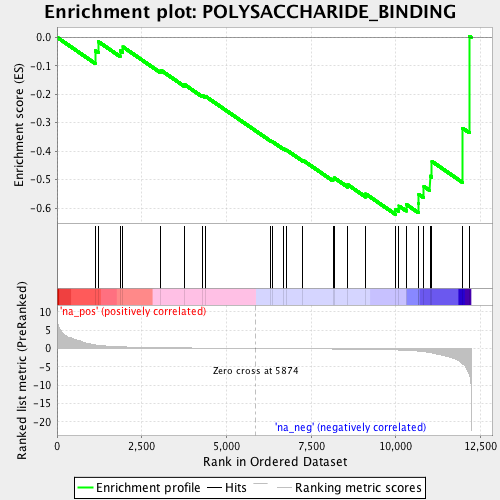 Enrichment plot: POLYSACCHARIDE_BINDING
Enrichment score (ES)
0.0
-0.1
-0.2
-0.3
-0.4
-0.5
-0.6
Ranked list metric (PreRanked)
10
5
0
-5
-10
-15
-20
'na_pos' (positively correlated)
Zero cross at 5874
'na_neg' (negatively correlated)
0
2,500
5,000
7,500
10,000
12,500
Rank in Ordered Dataset
Enrichment profile
Hits
Ranking metric scores